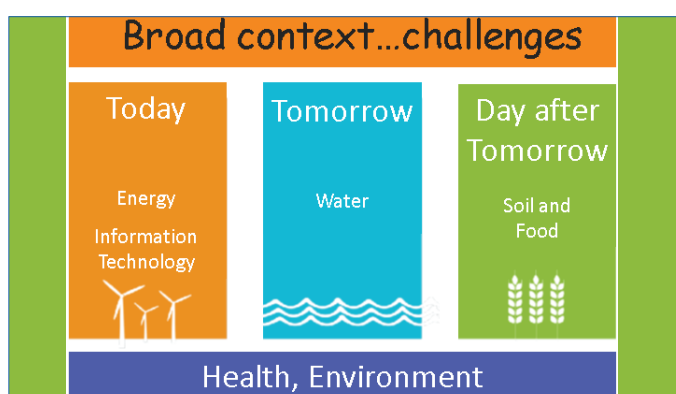 Broad context...challenges
Today
Energy
Information
Technology
Tomorrow
Water
Day after
Tomorrow
Soil and
Food
Health, Environment